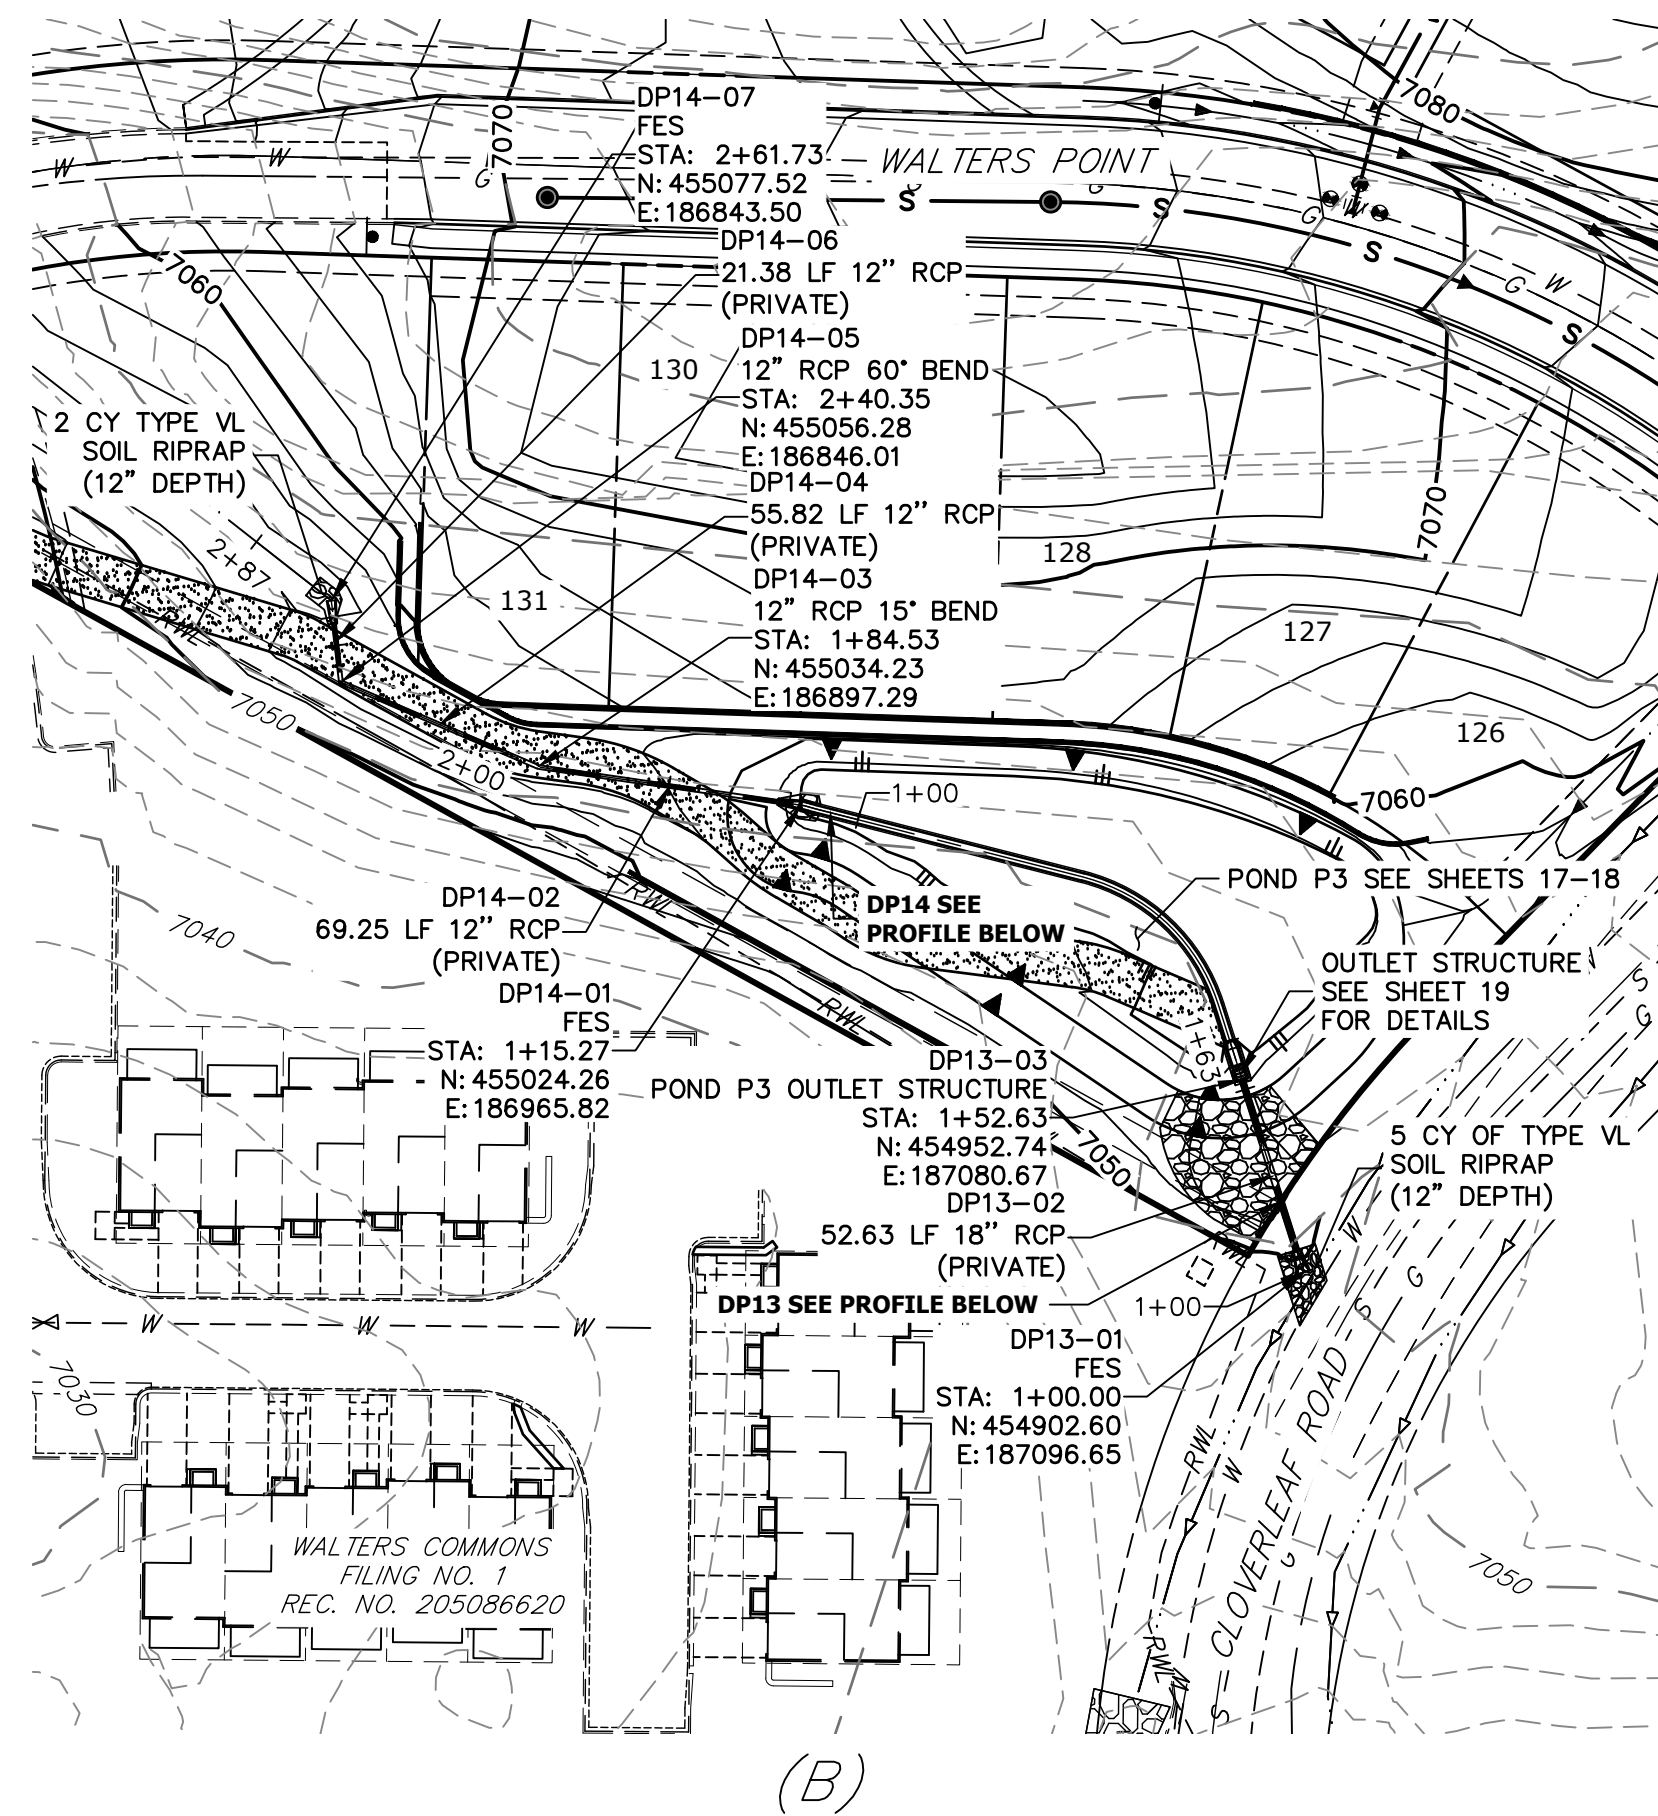 DP14-07
FES
STA: 2+61.73
N: 455077.52
E: 186843.50
WALTERS POINT
7080
7070
W
W
G
G
G
G
W
S
S
S
S
7060
DP14-06
21.38 LF 12" RCP
(PRIVATE)
DP14-05
12" RCP 60° BEND
STA: 2+40.35
N: 455056.28
E: 186846.01
130
2 CY TYPE VL
SOIL RIPRAP
(12" DEPTH)
DP14-04
55.82 LF 12" RCP
(PRIVATE)
DP14-03
12" RCP 15° BEND
STA: 1+84.53
N: 455034.23
E: 186897.29
7070
128
131
127
126
2+87
RWL
7050
2+00
1+00
7060
POND P3 SEE SHEETS 17-18
RWL
DP14-02
69.25 LF 12" RCP
(PRIVATE)
DP14 SEE
PROFILE BELOW
7040
OUTLET STRUCTURE
SEE SHEET 19
FOR DETAILS
S
G
DP14-01
FES
STA: 1+15.27
N: 455024.26
E: 186965.82
RWL
1+63
DP13-03
POND P3 OUTLET STRUCTURE
STA: 1+52.63
N: 454952.74
E: 187080.67
7050
5 CY OF TYPE VL
SOIL RIPRAP
(12" DEPTH)
DP13-02
52.63 LF 18" RCP
(PRIVATE)
RWL
W
G
S
DP13 SEE PROFILE BELOW
1+00
W
W
W
DP13-01
FES
STA: 1+00.00
N: 454902.60
E: 187096.65
7030
RWL
W
CLOVERLEAF ROAD
G
WALTERS COMMONS
FILING NO. 1
REC. NO. 205086620
7050
RWL
W
S
(B)